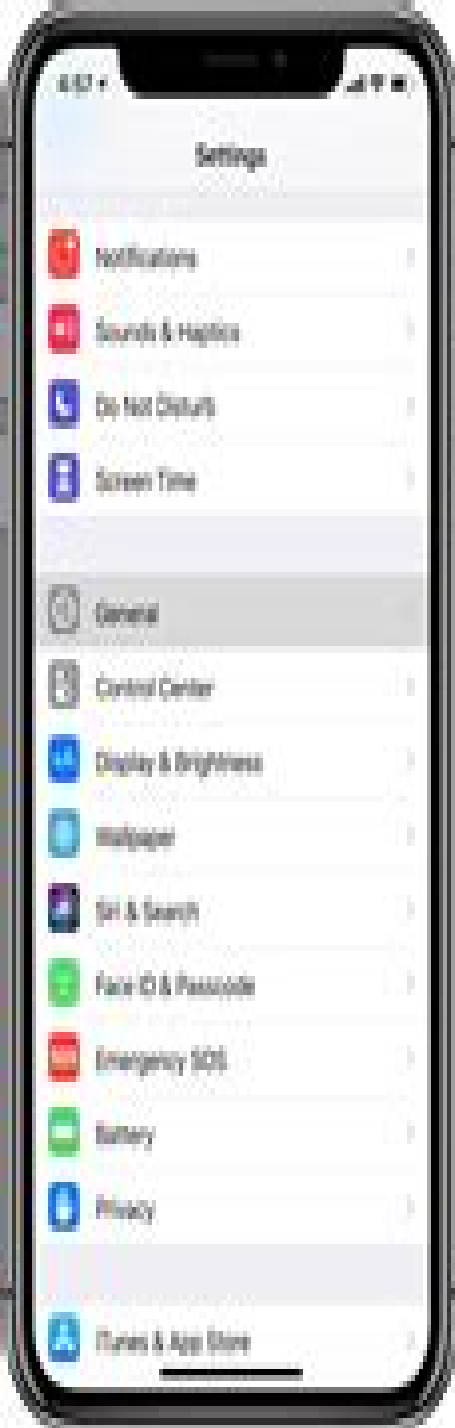 Settings
Notifications
Sounds & Haptics
Do Not Disturb
Screen Time
General
Control Center
Display & Brightness
Wallpaper
Siri & Search
Face ID & Passcode
Emergency SOS
Battery
Privacy
iTunes & App Store